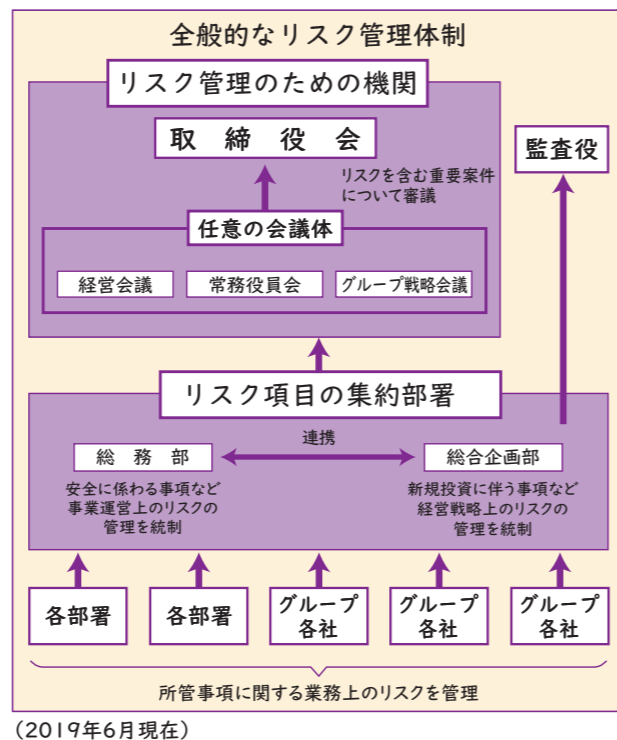 全般的なリスク管理体制
リスク管理のための機関
取締役会
監査役
リスクを含む重要案件
について審議
任意の会議体
経営会議
常務役員会
グループ戦略会議
リスク項目の集約部署
連携
総務部
総合企画部
安全に係わる事項など
事業運営上のリスクの
管理を統制
新規投資に伴う事項など
経営戦略上のリスクの
管理を統制
各部署
各部署
グループ
各社
グループ
各社
グループ
各社
所管事項に関する業務上のリスクを管理
(2019年6月現在)